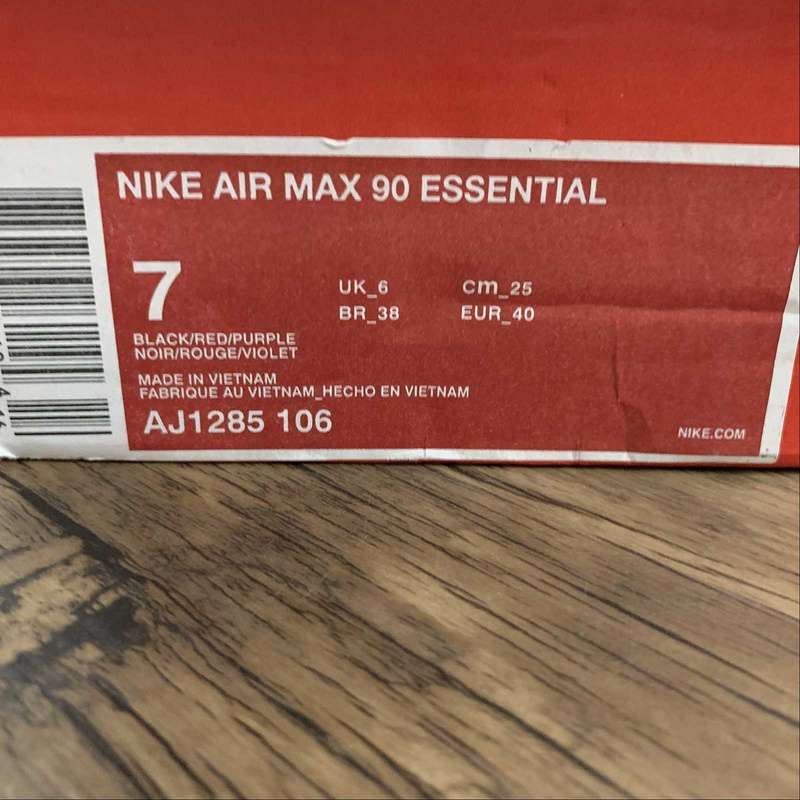 NIKE AIR MAX 90 ESSENTIAL
7
UK_6 cm_25
BR_38 EUR_40
BLACK/RED/PURPLE
NOIR/ROUGE/VIOLET
MADE IN VIETNAM
FABRIQUE AU VIETNAM_HECHO EN VIETNAM
AJ1285 106
NIKE.COM